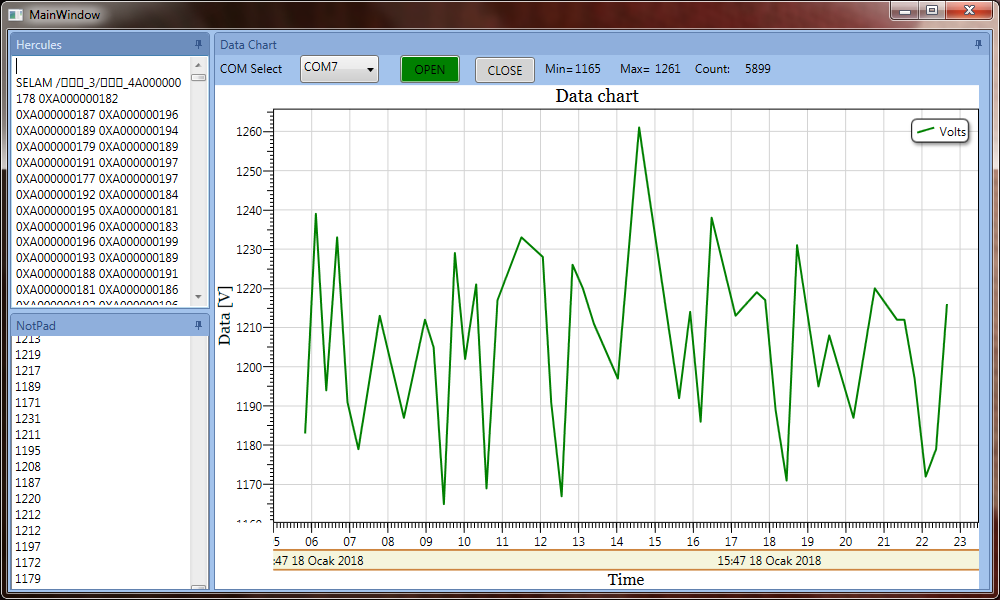 MainWindow
Hercules
SELAM /□□□_3/□□□_4A000000
178 0XA000000182
0XA000000187 0XA000000196
0XA000000189 0XA000000194
0XA000000179 0XA000000189
0XA000000191 0XA000000197
0XA000000177 0XA000000197
0XA000000192 0XA000000184
0XA000000195 0XA000000181
0XA000000196 0XA000000183
0XA000000196 0XA000000199
0XA000000193 0XA000000189
0XA000000188 0XA000000191
0XA000000181 0XA000000186
NotPad
1213
1219
1217
1189
1171
1231
1211
1195
1208
1187
1220
1212
1212
1197
1172
1179
Data Chart
COM Select COM7 OPEN CLOSE Min= 1165 Max= 1261 Count: 5899
Data chart
Volts
Data [V]
1260
1250
1240
1230
1220
1210
1200
1190
1180
1170
1160
5 06 07 08 09 10 11 12 13 14 15 16 17 18 19 20 21 22 23
:47 18 Ocak 2018 15:47 18 Ocak 2018
Time